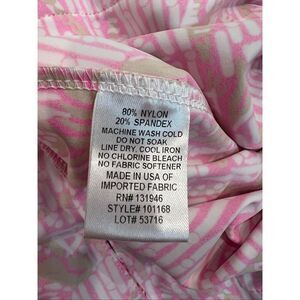 80% NYLON
20% SPANDEX
MACHINE WASH COLD
DO NOT SOAK
LINE DRY, COOL IRON
NO CHLORINE BLEACH
NO FABRIC SOFTENER
MADE IN USA OF
IMPORTED FABRIC
RN# 131946
STYLE# 101168
LOT# 53716